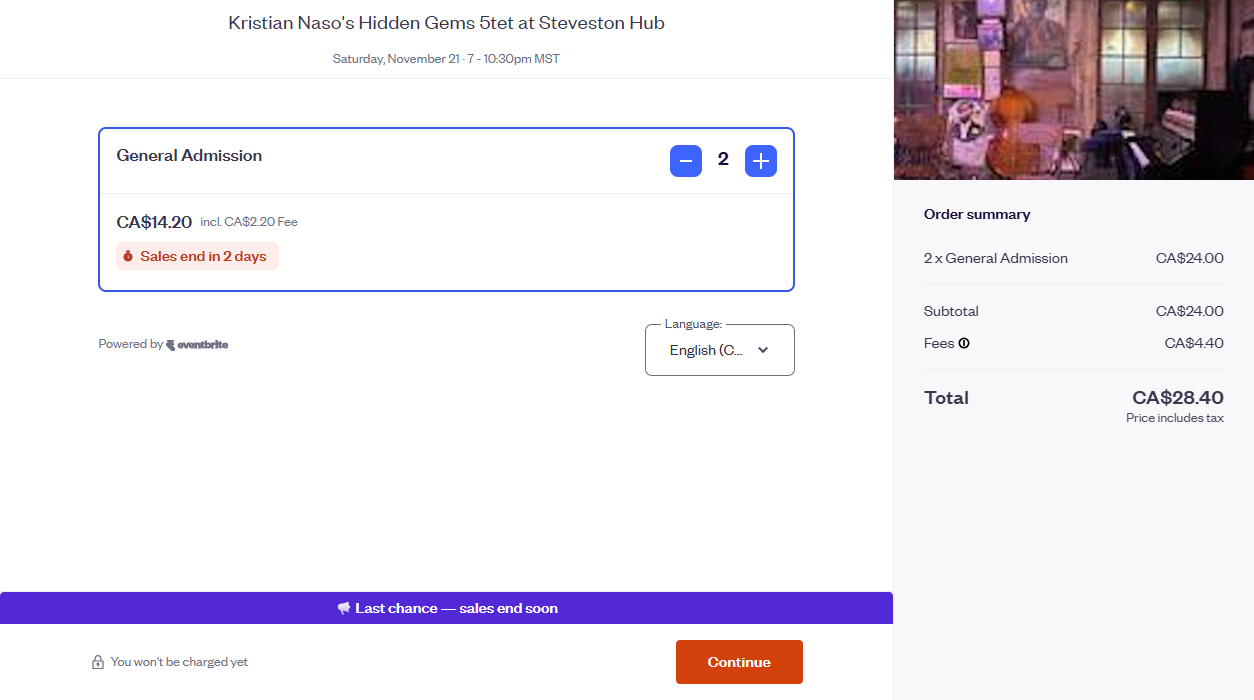 Kristian Naso's Hidden Gems 5tet at Steveston Hub
Saturday, November 21 · 7 - 10:30pm MST
General Admission
2
CA$14.20 incl. CA$2.20 Fee
Sales end in 2 days
Powered by eventbrite
Language:
English (C...
Last chance — sales end soon
You won't be charged yet
Continue
Order summary
2 x General Admission CA$24.00
Subtotal CA$24.00
Fees CA$4.40
Total CA$28.40
Price includes tax